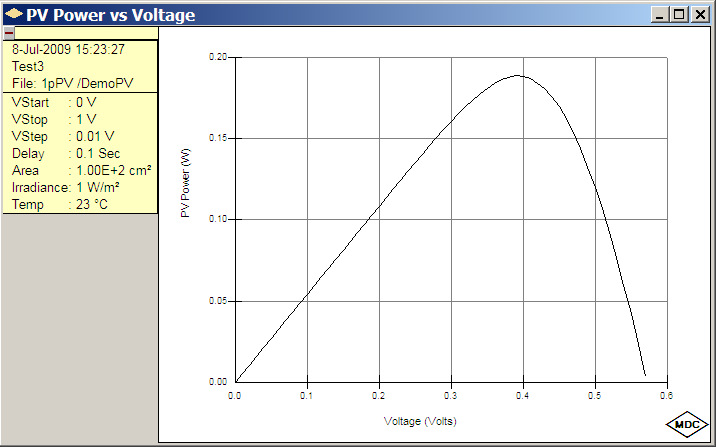 PV Power vs Voltage
8-Jul-2009 15:23:27
Test3
File: 1pPV /DemoPV
VStart : 0 V
VStop : 1 V
VStep : 0.01 V
Delay : 0.1 Sec
Area : 1.00E+2 cm²
Irradiance: 1 W/m²
Temp : 23 °C
PV Power (W)
0.20
0.15
0.10
0.05
0.00
0.0 0.1 0.2 0.3 0.4 0.5 0.6
Voltage (Volts)
MDC